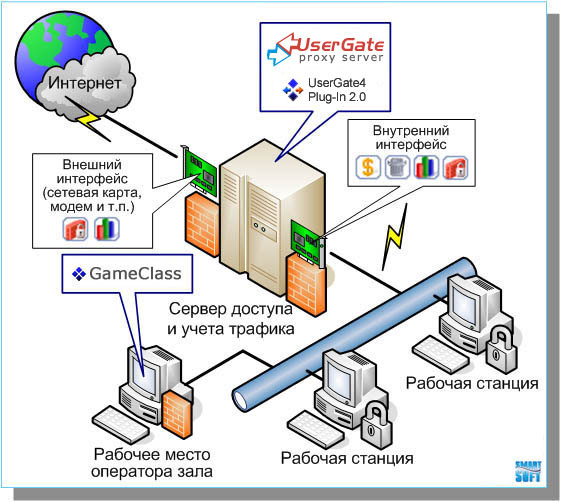 UserGate
proxy server
UserGate4
Plug-In 2.0
Интернет
Внутренний
интерфейс
Внешний
интерфейс
(сетевая карта,
модем и т.п.)
GameClass
Сервер доступа
и учета трафика
Рабочая станция
Рабочее место
оператора зала
Рабочая станция
SMART
SOFT